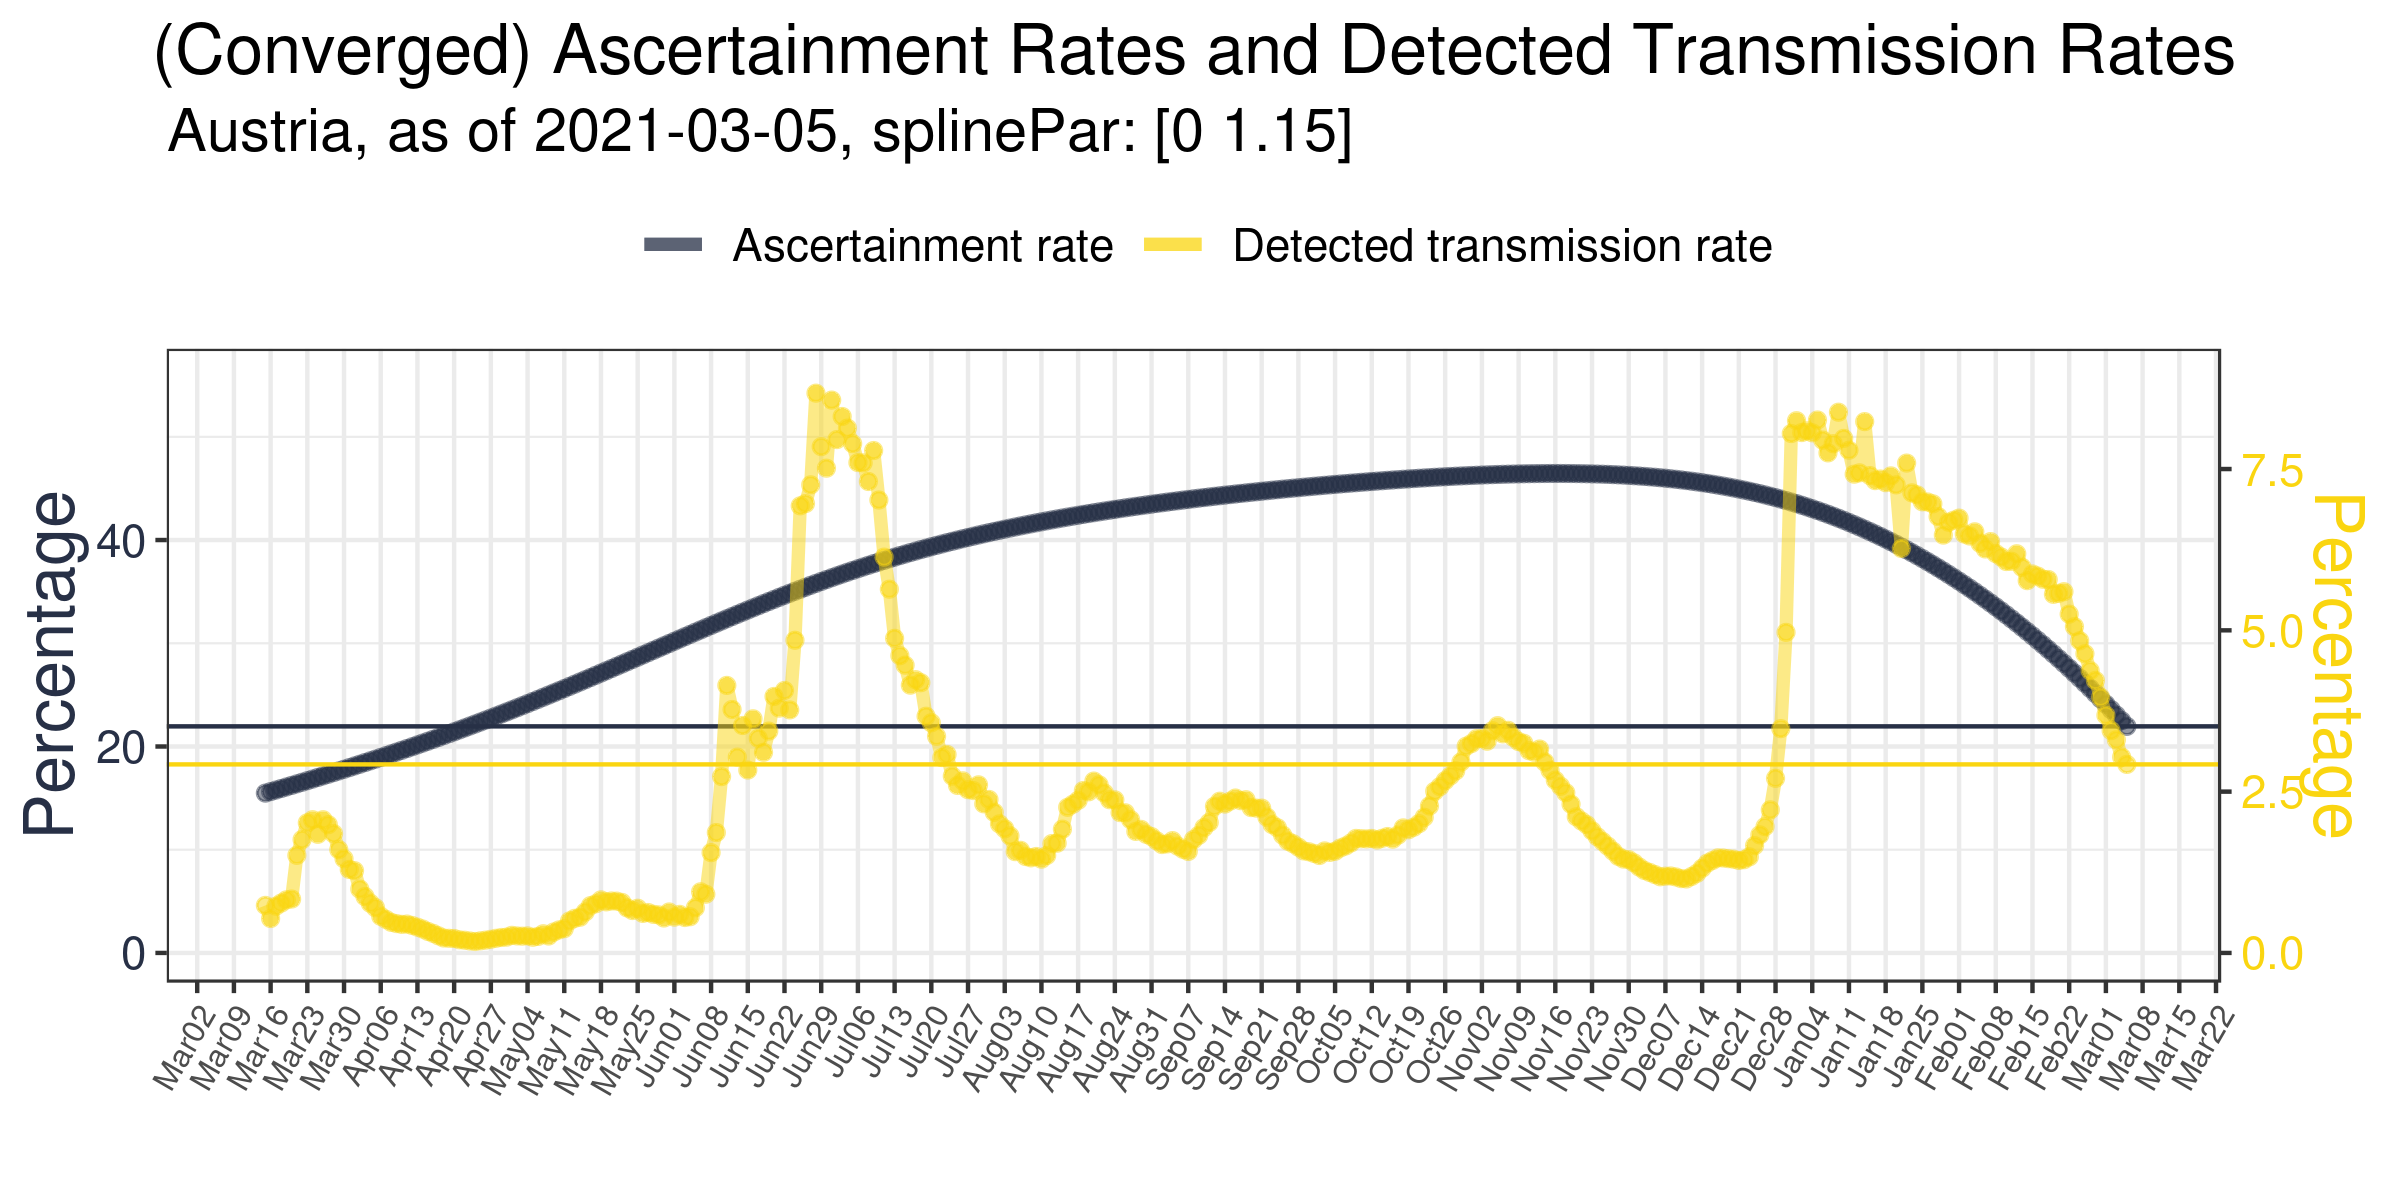 (Converged) Ascertainment Rates and Detected Transmission Rates
Austria, as of 2021-03-05, splinePar: [0 1.15]
Ascertainment rate Detected transmission rate
Percentage
40
20
0
7.5
5.0
2.5
0.0
Percentage
Mar02 Mar09 Mar16 Mar23 Mar30 Apr06 Apr13 Apr20 Apr27 May04 May11 May18 May25 Jun01 Jun08 Jun15 Jun22 Jun29 Jul06 Jul13 Jul20 Jul27 Aug03 Aug10 Aug17 Aug24 Aug31 Sep07 Sep14 Sep21 Sep28 Oct05 Oct12 Oct19 Oct26 Nov02 Nov09 Nov16 Nov23 Nov30 Dec07 Dec14 Dec21 Dec28 Jan04 Jan11 Jan18 Jan25 Feb01 Feb08 Feb15 Feb22 Mar01 Mar08 Mar15 Mar22